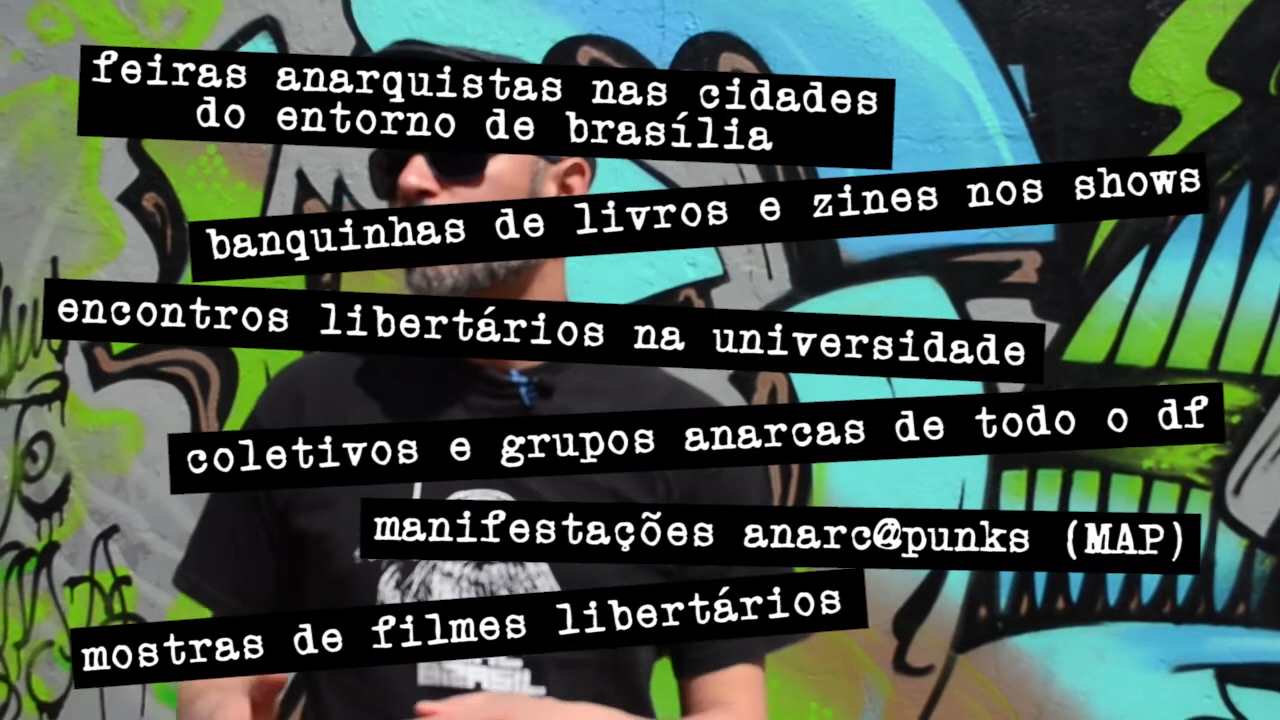 feiras anarquistas nas cidades
do entorno de brasília
banquinhas de livros e zines nos shows
encontros libertários na universidade
coletivos e grupos anarcas de todo o df
manifestações anarc@punks (MAP)
mostras de filmes libertários
BRASIL